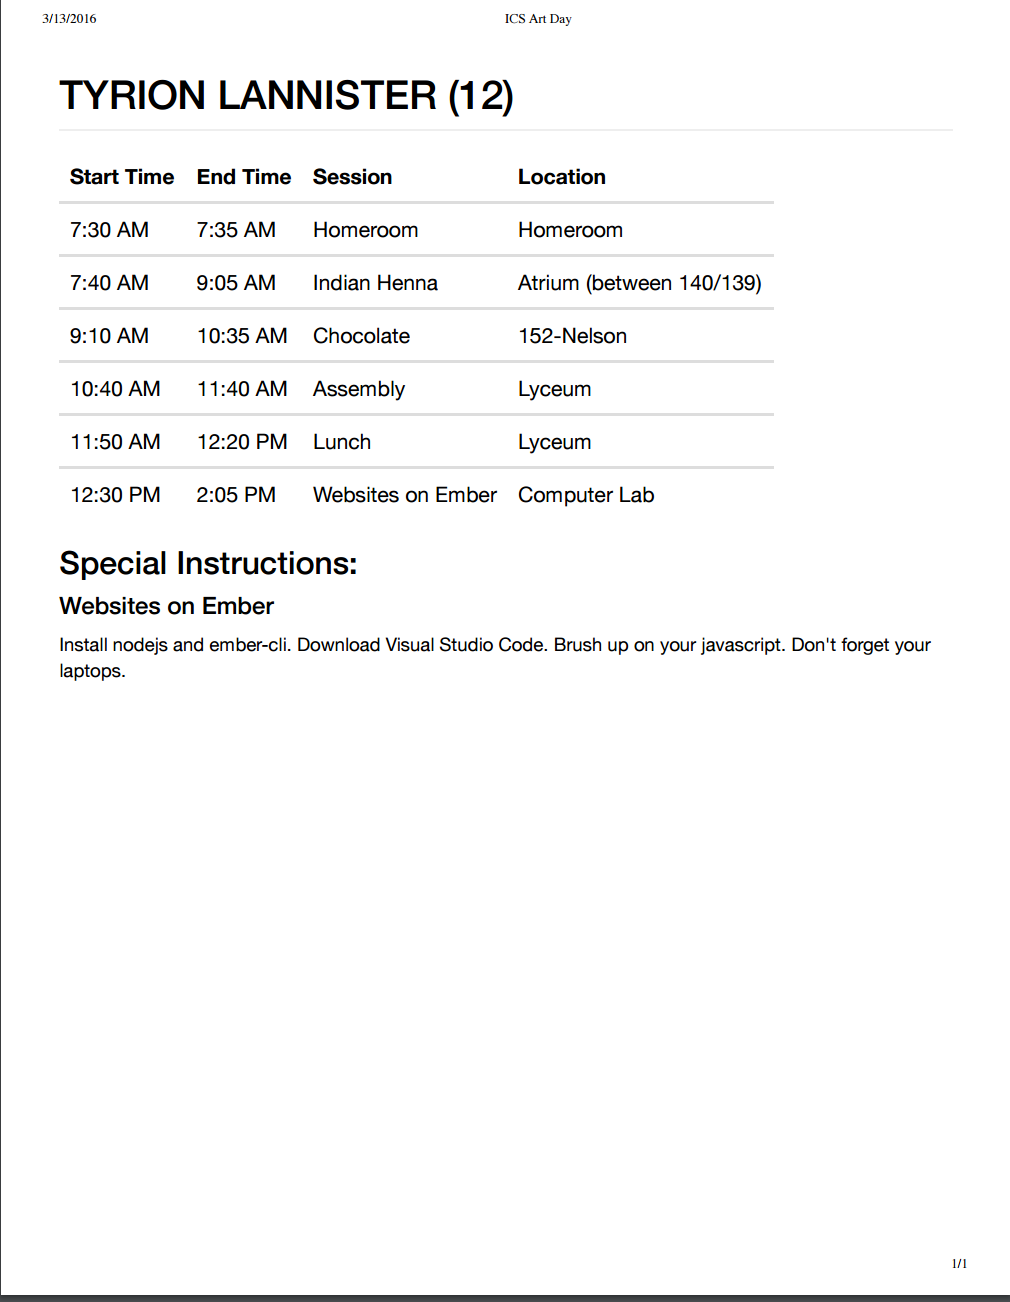 3/13/2016 ICS Art Day
TYRION LANNISTER (12)
Start Time End Time Session Location
7:30 AM 7:35 AM Homeroom Homeroom
7:40 AM 9:05 AM Indian Henna Atrium (between 140/139)
9:10 AM 10:35 AM Chocolate 152-Nelson
10:40 AM 11:40 AM Assembly Lyceum
11:50 AM 12:20 PM Lunch Lyceum
12:30 PM 2:05 PM Websites on Ember Computer Lab
Special Instructions:
Websites on Ember
Install nodejs and ember-cli. Download Visual Studio Code. Brush up on your javascript. Don't forget your
laptops.
1/1